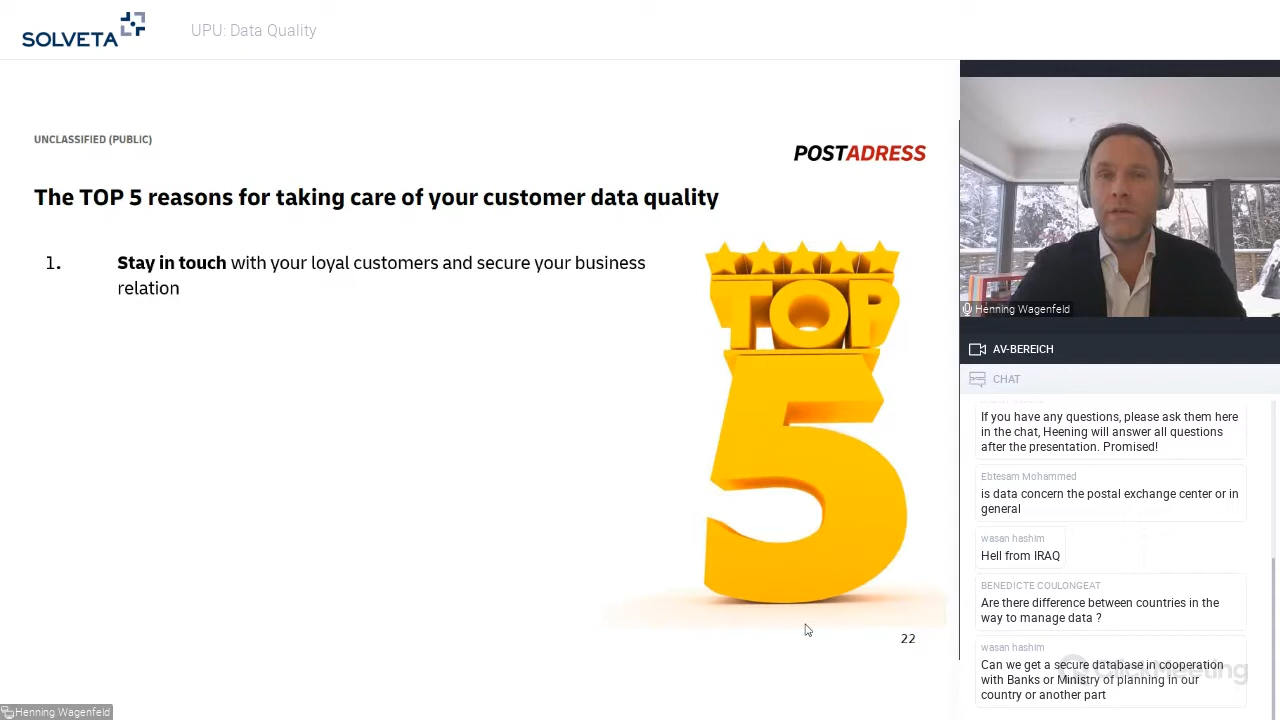 SOLVETA
UPU: Data Quality
UNCLASSIFIED (PUBLIC)
POSTADRESS
The TOP 5 reasons for taking care of your customer data quality
1. Stay in touch with your loyal customers and secure your business
relation
TOP
5
22
Henning Wagenfeld
Henning Wagenfeld
AV-BEREICH
CHAT
If you have any questions, please ask them here
in the chat, Heening will answer all questions
after the presentation. Promised!
Ebtesam Mohammed
is data concern the postal exchange center or in
general
wasan hashim
Hell from IRAQ
BENEDICTE COULONGEAT
Are there difference between countries in the
way to manage data ?
wasan hashim
Can we get a secure database in cooperation
with Banks or Ministry of planning in our
country or another part
ClickMeeting